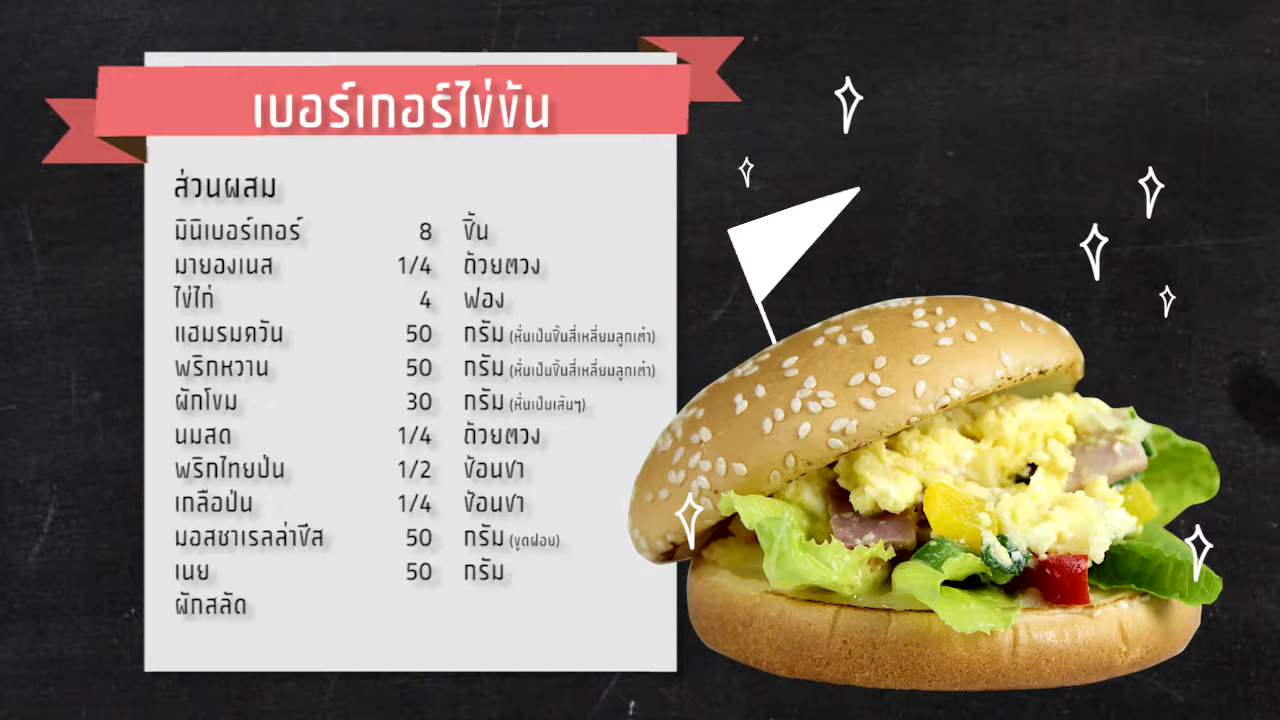 เบอร์เกอร์ไข่ข้น
ส่วนผสม
มินิเบอร์เกอร์ 8 ชิ้น
มายองเนส 1/4 ถ้วยตวง
ไข่ไก่ 4 ฟอง
แฮมรมควัน 50 กรัม (หั่นเป็นชิ้นสี่เหลี่ยมลูกเต๋า)
พริกหวาน 50 กรัม (หั่นเป็นชิ้นสี่เหลี่ยมลูกเต๋า)
ผักโขม 30 กรัม (หั่นเป็นเส้นๆ)
นมสด 1/4 ถ้วยตวง
พริกไทยป่น 1/2 ช้อนชา
เกลือป่น 1/4 ช้อนชา
มอสซาเรลล่าชีส 50 กรัม (ขูดฝอย)
เนย 50 กรัม
ผักสลัด